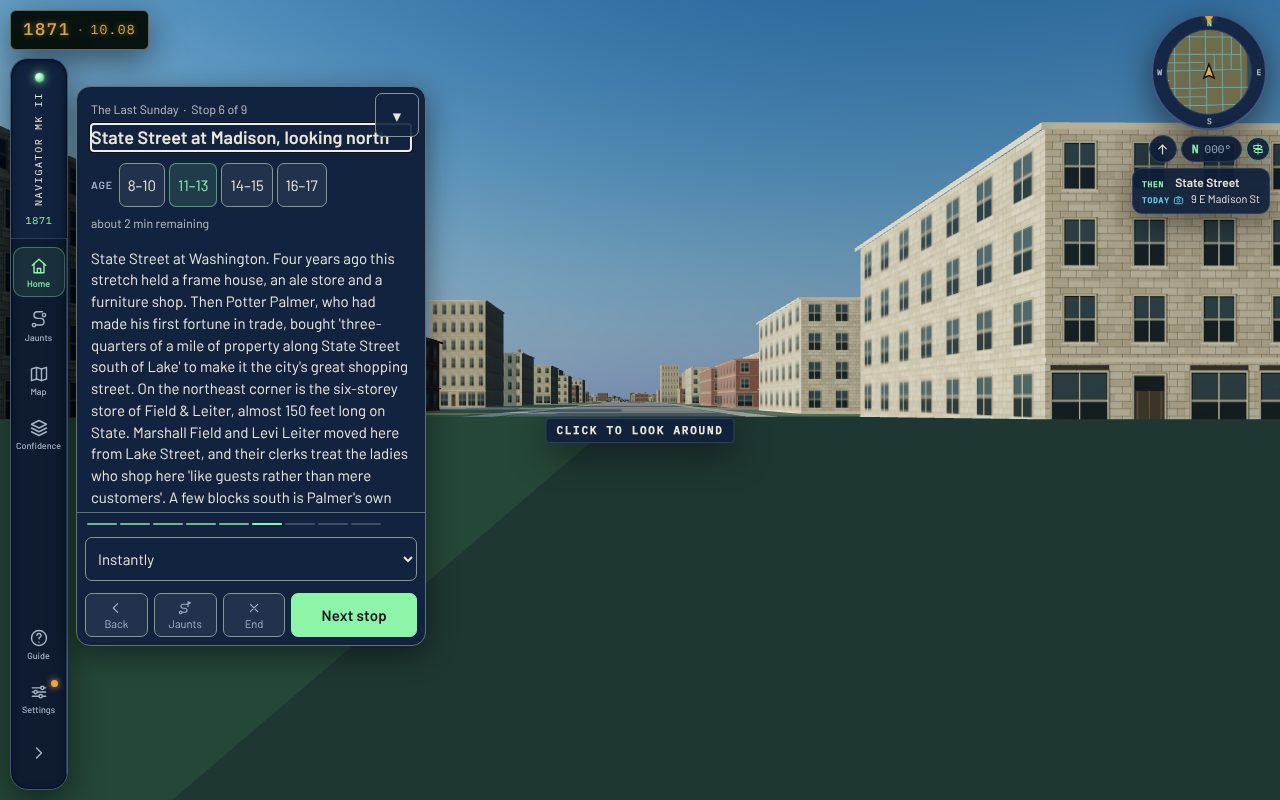 1871 · 10.08
NAVIGATOR MK II
1871
Home
Jaunts
Map
Confidence
Guide
Settings
The Last Sunday · Stop 6 of 9
▼
State Street at Madison, looking north
AGE 8–10 11–13 14–15 16–17
about 2 min remaining
State Street at Washington. Four years ago this
stretch held a frame house, an ale store and a
furniture shop. Then Potter Palmer, who had
made his first fortune in trade, bought 'three-
quarters of a mile of property along State Street
south of Lake' to make it the city's great shopping
street. On the northeast corner is the six-storey
store of Field & Leiter, almost 150 feet long on
State. Marshall Field and Levi Leiter moved here
from Lake Street, and their clerks treat the ladies
who shop here 'like guests rather than mere
customers'. A few blocks south is Palmer's own
Instantly
Back Jaunts End Next stop
CLICK TO LOOK AROUND
N
W E
S
N 000°
THEN State Street
TODAY 9 E Madison St